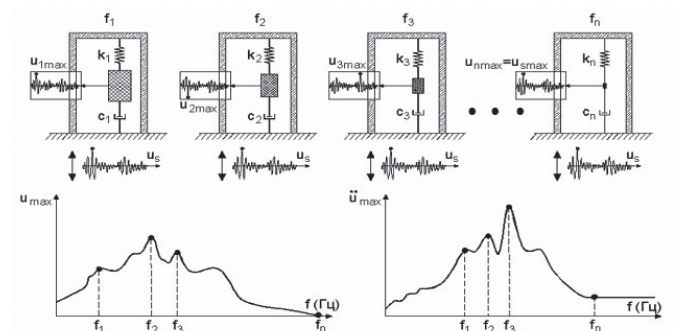 f1 f2 f3 fn
u1max k1 k2 u3max k3 unmax=usmax kn
u2max
c1 c2 c3 • • • cn
us us us us
umax ümax
f (Гц) f (Гц)
f1 f2 f3 fn f1 f2 f3 fn